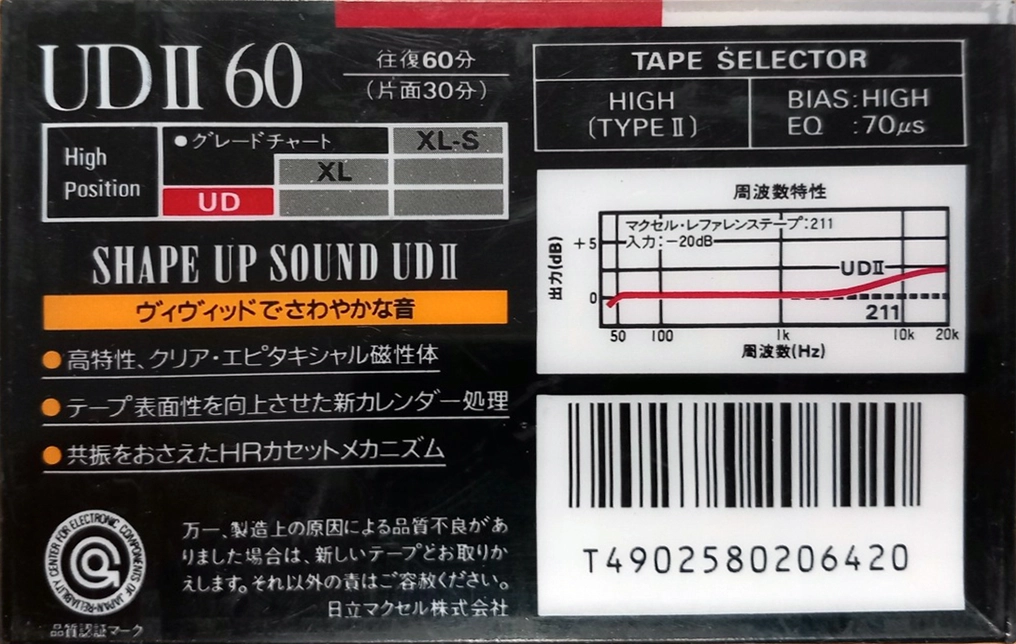 UDⅡ 60
往復60分
(片面30分)
High
Position
●グレードチャート
XL-S
XL
UD
SHAPE UP SOUND UDⅡ
ヴィヴィッドでさわやかな音
●高特性、クリア・エピタキシャル磁性体
●テープ表面性を向上させた新カレンダー処理
●共振をおさえたHRカセットメカニズム
RELIABILITY CENTER FOR ELECTRONIC COMPONENTS OF JAPAN
品質認証マーク
万一、製造上の原因による品質不良があ
りました場合は、新しいテープとお取りか
えします。それ以外の責はご容赦ください。
日立マクセル株式会社
TAPE SELECTOR
HIGH
(TYPEⅡ)
BIAS:HIGH
EQ :70μs
周波数特性
マクセル・レファレンステープ:211
入力:-20dB
出力(dB)
+5
0
UDⅡ
211
50 100 1k 10k 20k
周波数(Hz)
T4902580206420